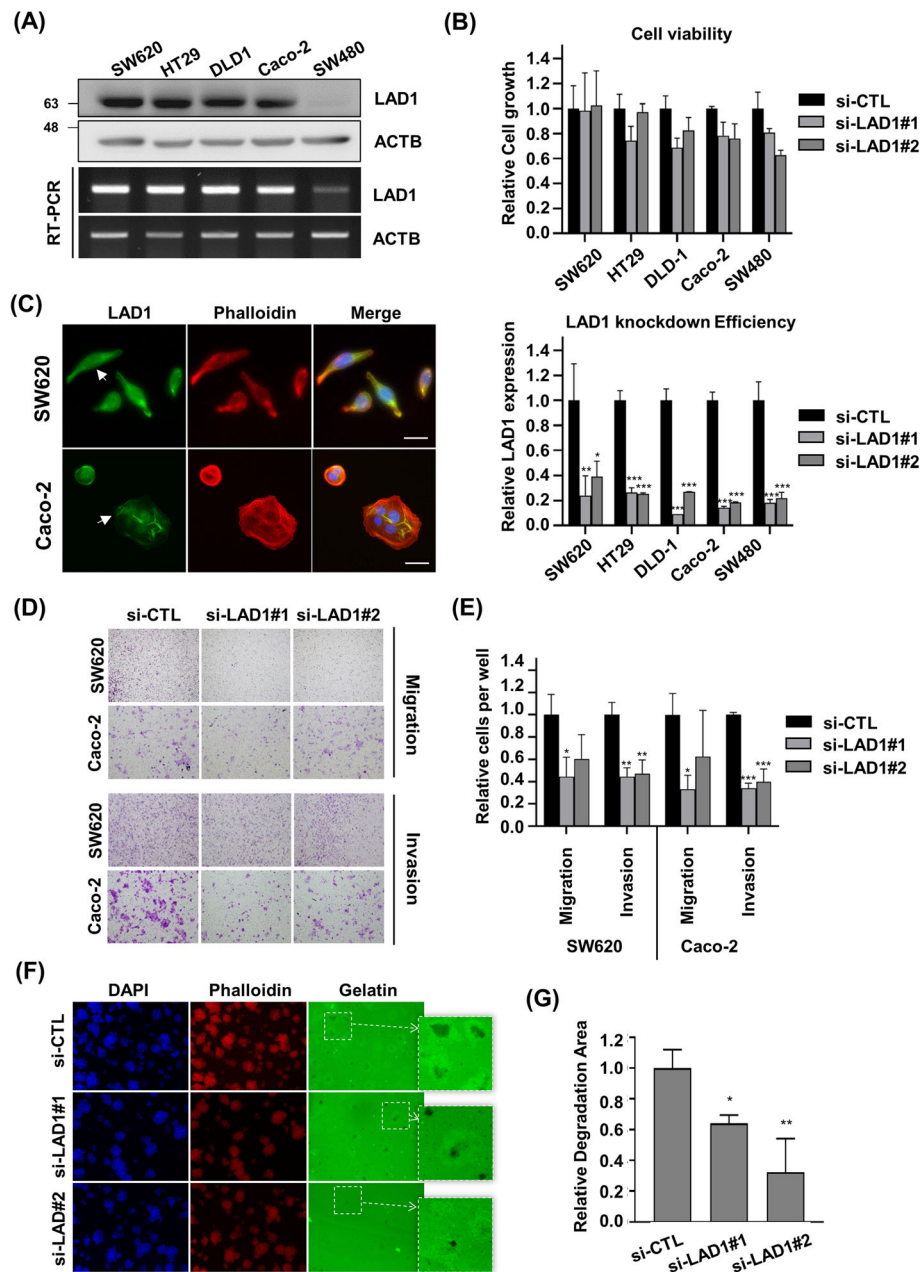 (A)
SW620
HT29
DLD1
Caco-2
SW480
63
LAD1
48
ACTB
RT-PCR
LAD1
ACTB
(B)
Cell viability
Relative Cell growth
1.4
1.2
1.0
0.8
0.6
0.4
0.2
0.0
si-CTL
si-LAD1#1
si-LAD1#2
SW620
HT29
DLD-1
Caco-2
SW480
LAD1 knockdown Efficiency
Relative LAD1 expression
1.4
1.2
1.0
0.8
0.6
0.4
0.2
0.0
** * *** *** *** *** *** *** *** ***
si-CTL
si-LAD1#1
si-LAD1#2
SW620
HT29
DLD-1
Caco-2
SW480
(C)
LAD1 Phalloidin Merge
SW620
Caco-2
(D)
si-CTL si-LAD1#1 si-LAD1#2
SW620
Caco-2
Migration
SW620
Caco-2
Invasion
(E)
Relative cells per well
1.4
1.2
1.0
0.8
0.6
0.4
0.2
0.0
* ** ** * *** ***
si-CTL
si-LAD1#1
si-LAD1#2
Migration
Invasion
Migration
Invasion
SW620 Caco-2
(F)
DAPI Phalloidin Gelatin
si-CTL
si-LAD1#1
si-LAD#2
(G)
Relative Degradation Area
1.2
1.0
0.8
0.6
0.4
0.2
0.0
* **
si-CTL
si-LAD1#1
si-LAD1#2